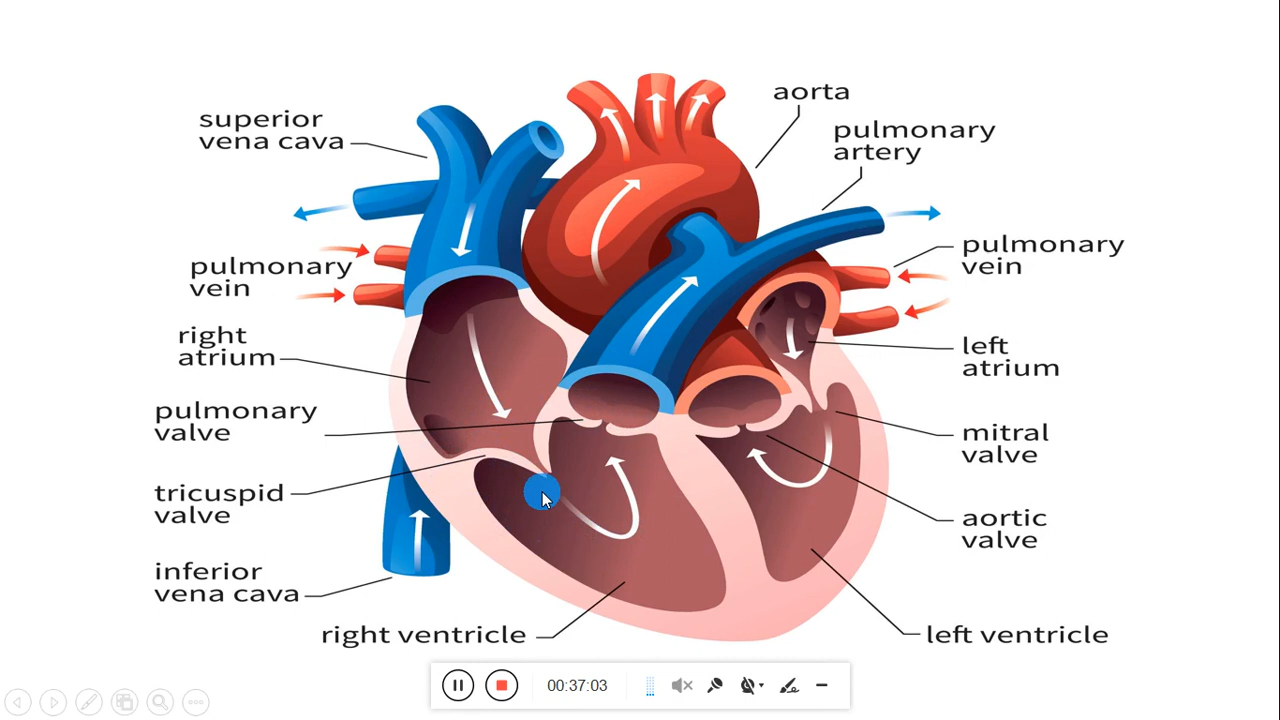 superior
vena cava
aorta
pulmonary
artery
pulmonary
vein
pulmonary
vein
right
atrium
left
atrium
pulmonary
valve
mitral
valve
tricuspid
valve
aortic
valve
inferior
vena cava
right ventricle
left ventricle
00:37:03